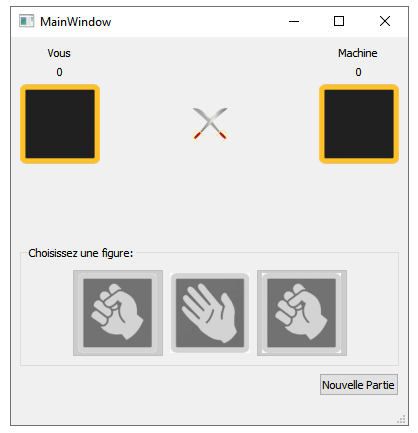 MainWindow
Vous
Machine
0
0
Choisissez une figure:
Nouvelle Partie